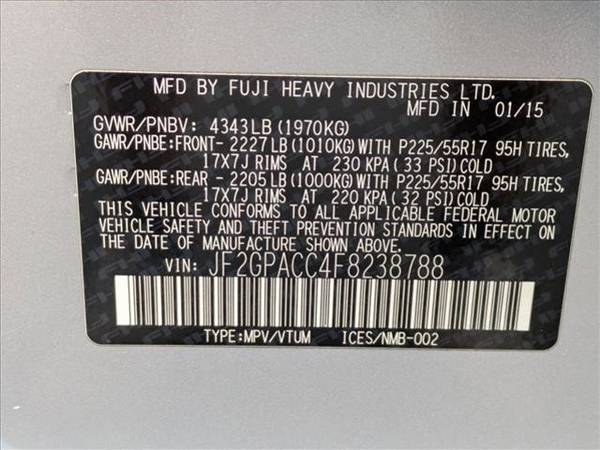 MFD BY FUJI HEAVY INDUSTRIES LTD.
MFD IN 01/15
GVWR/PNBV: 4343LB(1970KG)
GAWR/PNBE:FRONT-2227LB(1010KG)WITH P225/55R17 95H TIRES,
17X7J RIMS AT 230 KPA(33 PSI)COLD
GAWR/PNBE:REAR -2205LB(1000KG)WITH P225/55R17 95H TIRES,
17X7J RIMS AT 220 KPA(32 PSI)COLD
THIS VEHICLE CONFORMS TO ALL APPLICABLE FEDERAL MOTOR
VEHICLE SAFETY AND THEFT PREVENTION STANDARDS IN EFFECT ON
THE DATE OF MANUFACTURE SHOWN ABOVE.
VIN: JF2GPACC4F8238788
TYPE:MPV/VTUM ICES/NMB-002